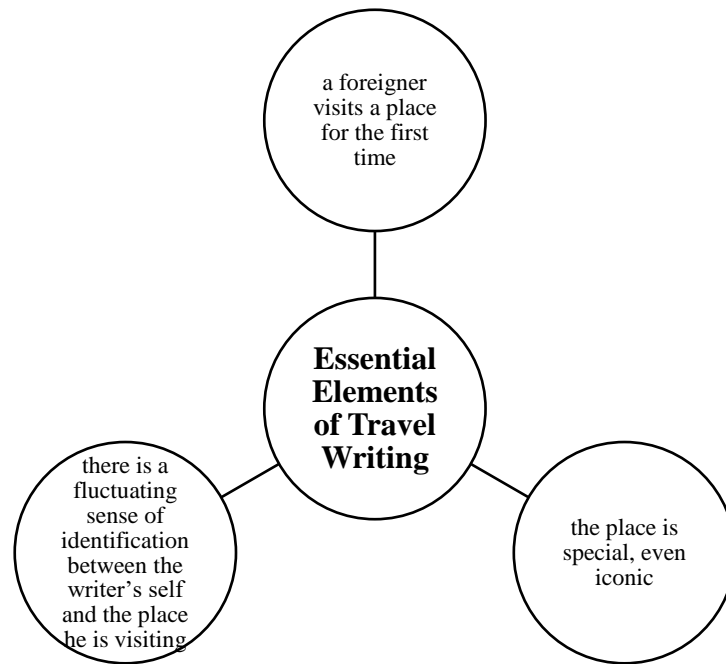 a foreigner
visits a place
for the first
time
Essential
Elements
of Travel
Writing
there is a
fluctuating
sense of
identification
between the
writer’s self
and the place
he is visiting
the place is
special, even
iconic